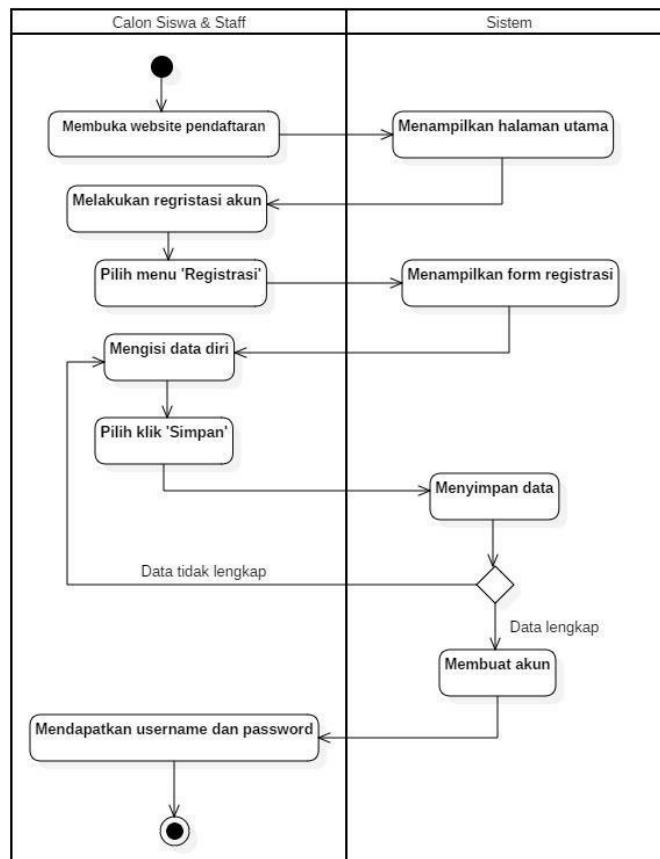 Calon Siswa & Staff
Sistem
Membuka website pendaftaran
Menampilkan halaman utama
Melakukan regristasi akun
Pilih menu 'Registrasi'
Menampilkan form registrasi
Mengisi data diri
Pilih klik 'Simpan'
Menyimpan data
Data tidak lengkap
Data lengkap
Membuat akun
Mendapatkan username dan password